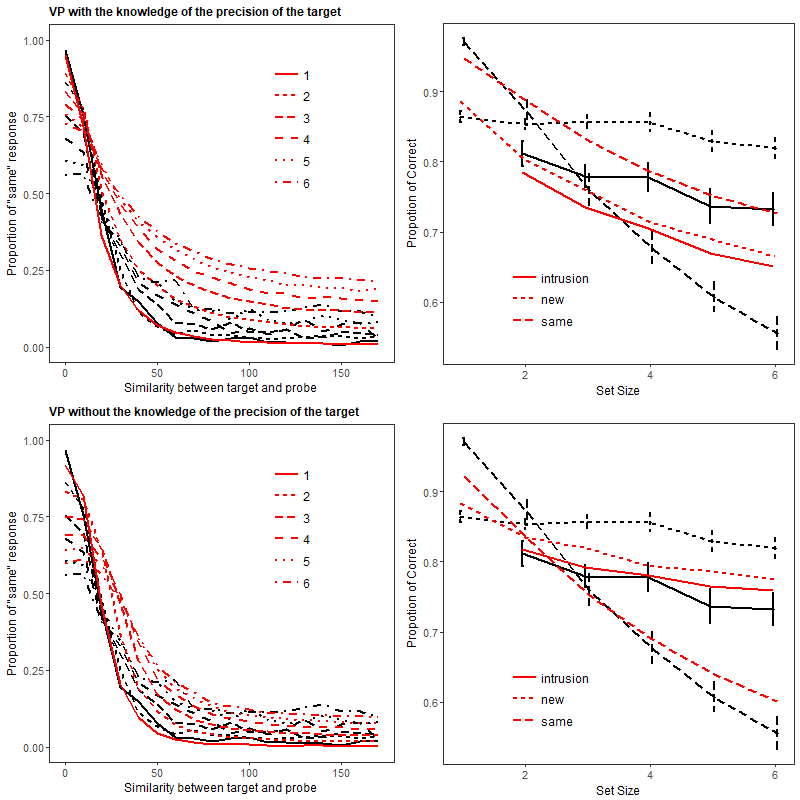 VP with the knowledge of the precision of the target
1.00
0.75
0.50
0.25
0.00
Proportion of "same" response
0
50
100
150
Similarity between target and probe
1
2
3
4
5
6
0.9
0.8
0.7
0.6
Propotion of Correct
2
4
6
Set Size
intrusion
new
same
VP without the knowledge of the precision of the target
1.00
0.75
0.50
0.25
0.00
Proportion of "same" response
0
50
100
150
Similarity between target and probe
1
2
3
4
5
6
0.9
0.8
0.7
0.6
Propotion of Correct
2
4
6
Set Size
intrusion
new
same